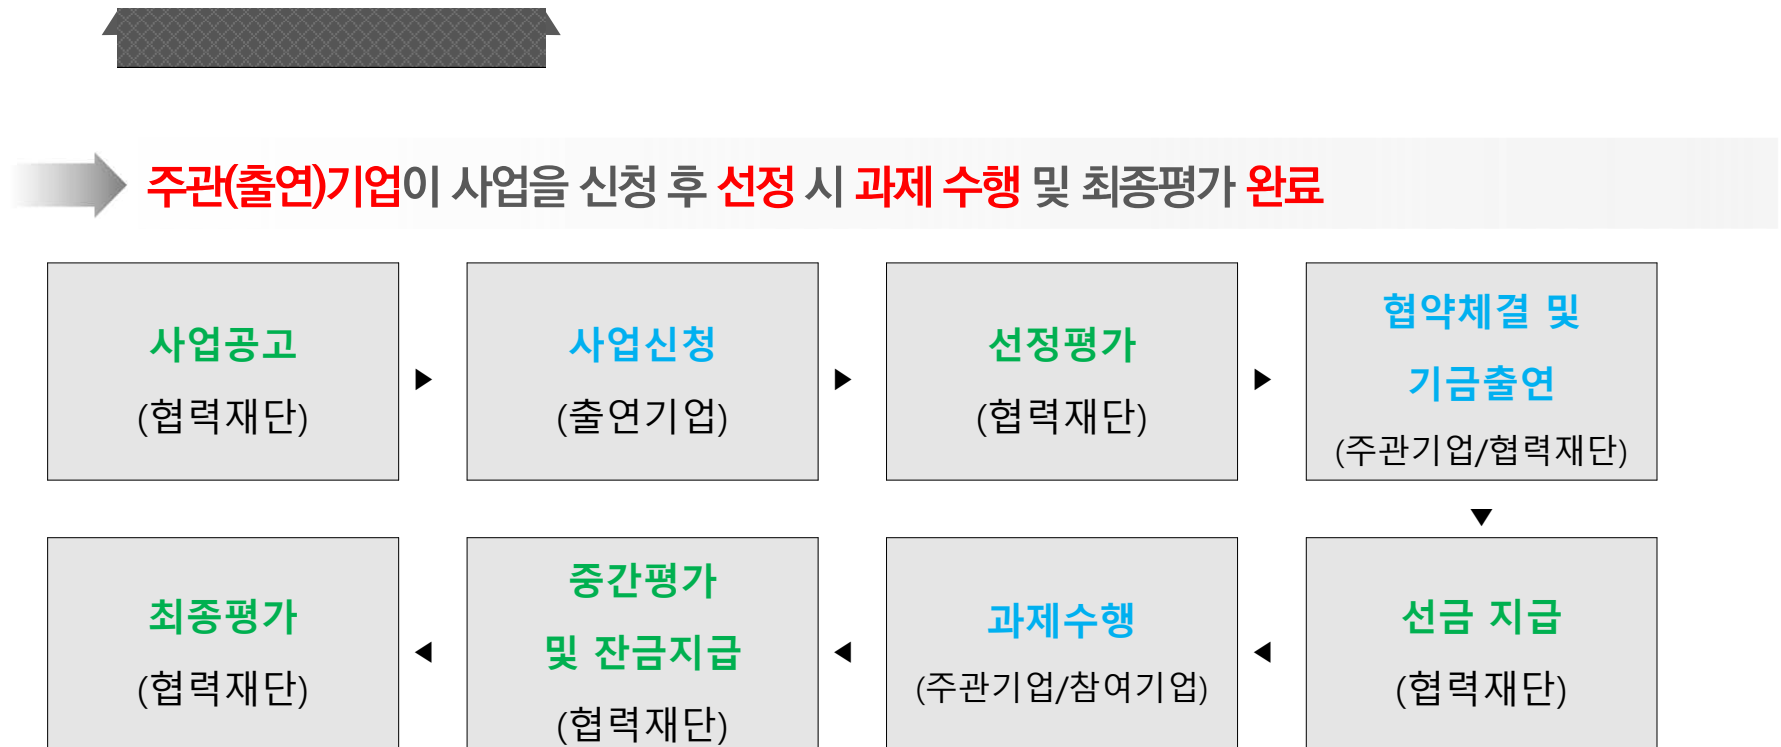 주관(출연)기업이 사업을 신청 후 선정 시 과제 수행 및 최종평가 완료
사업공고
(협력재단)
▶
사업신청
(출연기업)
▶
선정평가
(협력재단)
▶
협약체결 및
기금출연
(주관기업/협력재단)
▼
선금 지급
(협력재단)
◀
과제수행
(주관기업/참여기업)
◀
중간평가
및 잔금지급
(협력재단)
◀
최종평가
(협력재단)